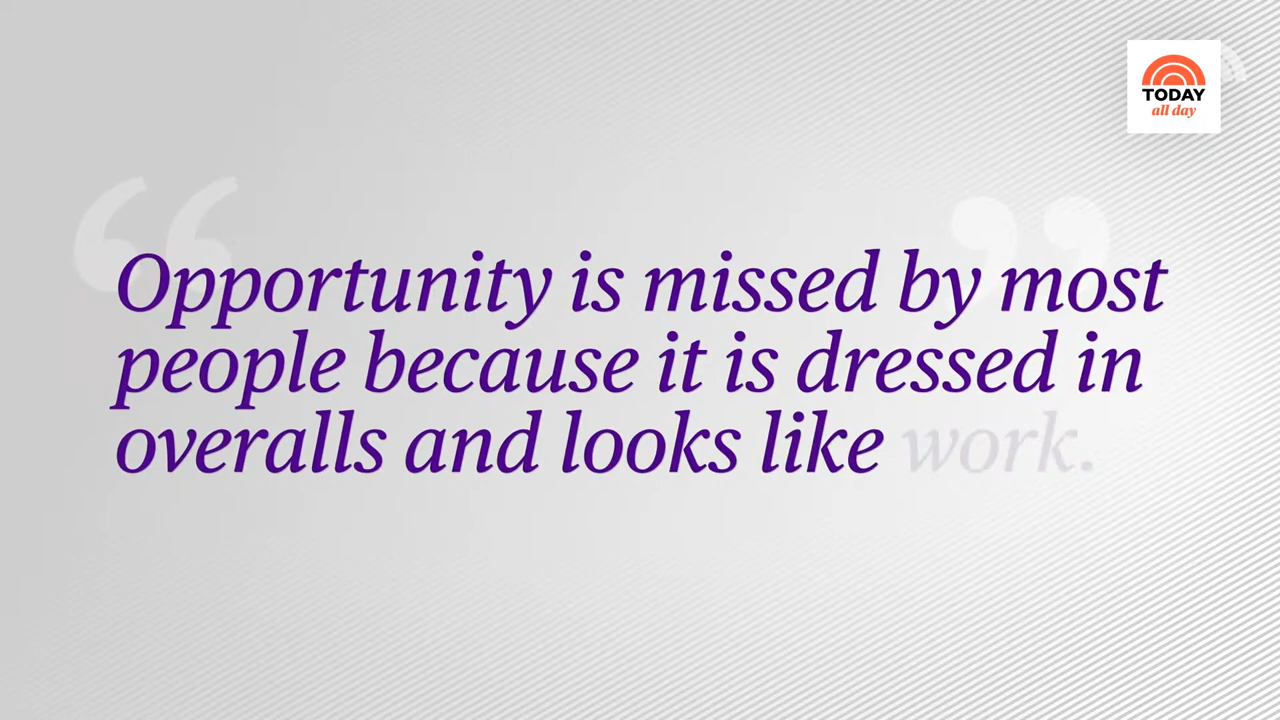 TODAY
all day
“
”
Opportunity is missed by most
people because it is dressed in
overalls and looks like work.